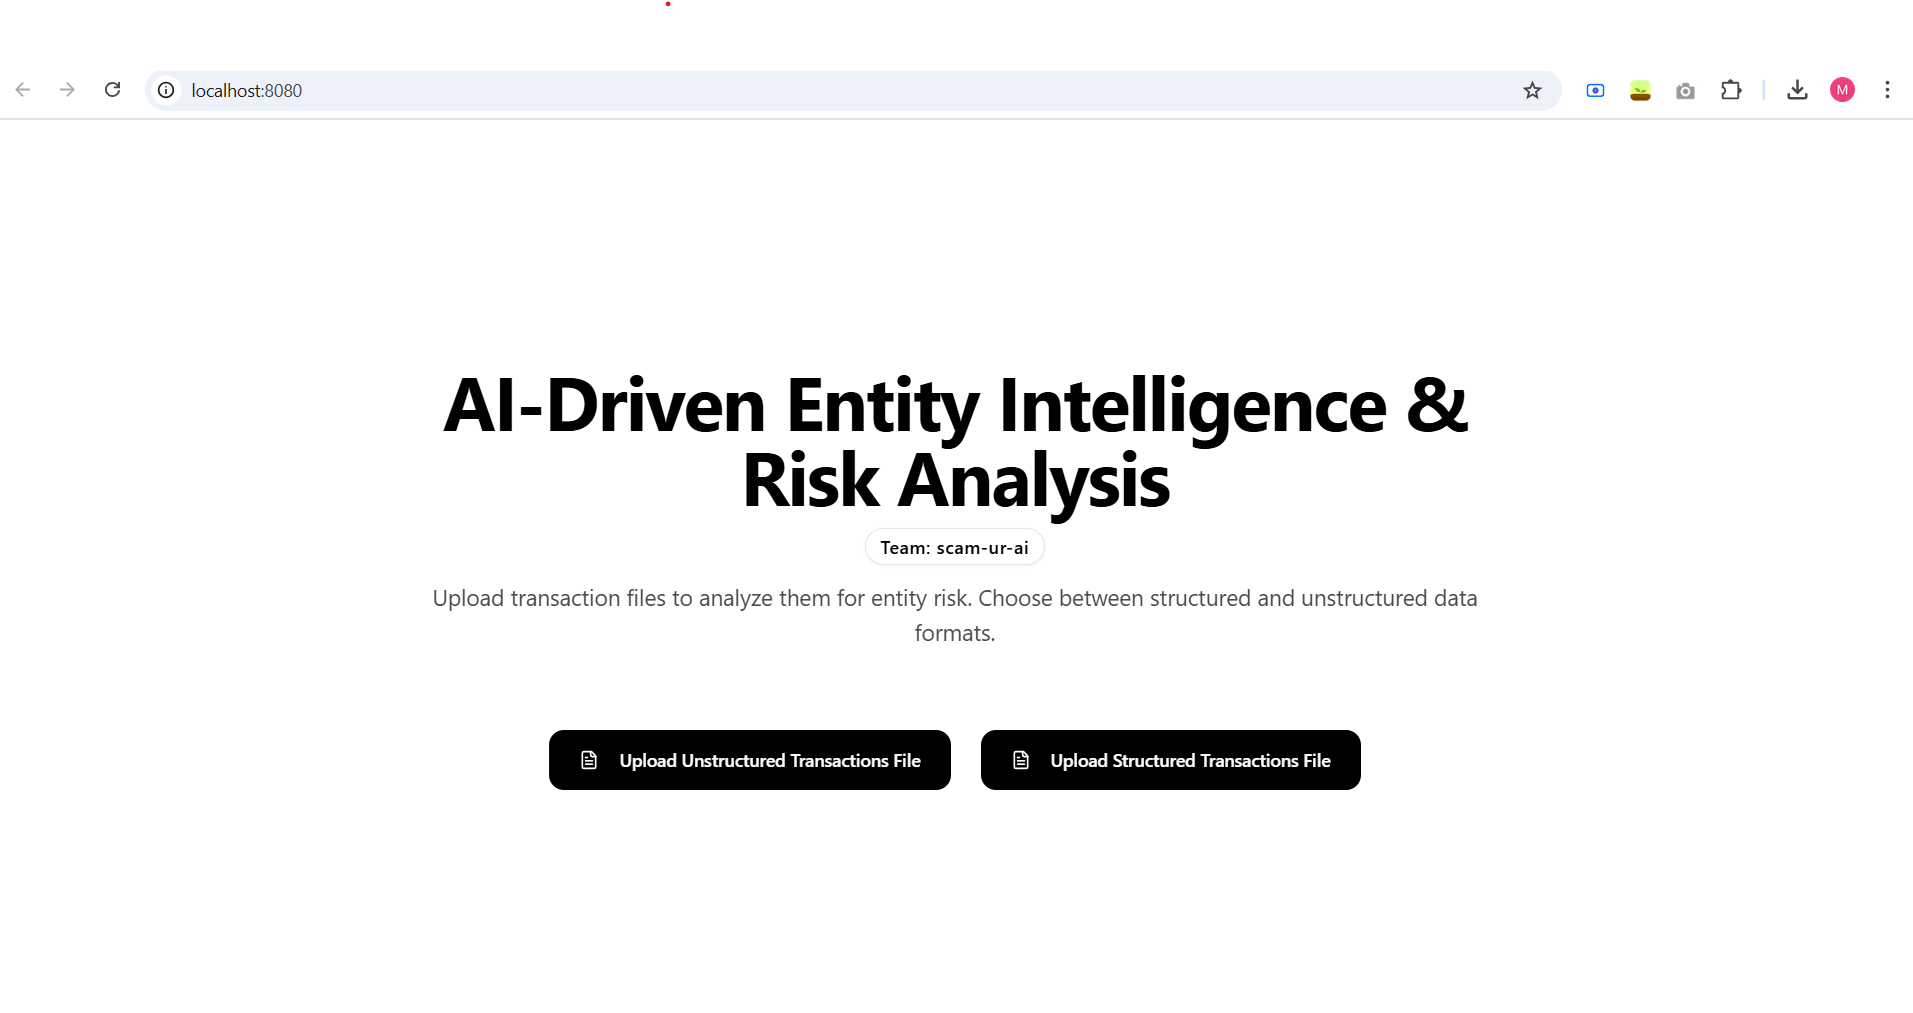 localhost:8080
M
AI-Driven Entity Intelligence &
Risk Analysis
Team: scam-ur-ai
Upload transaction files to analyze them for entity risk. Choose between structured and unstructured data
formats.
Upload Unstructured Transactions File
Upload Structured Transactions File